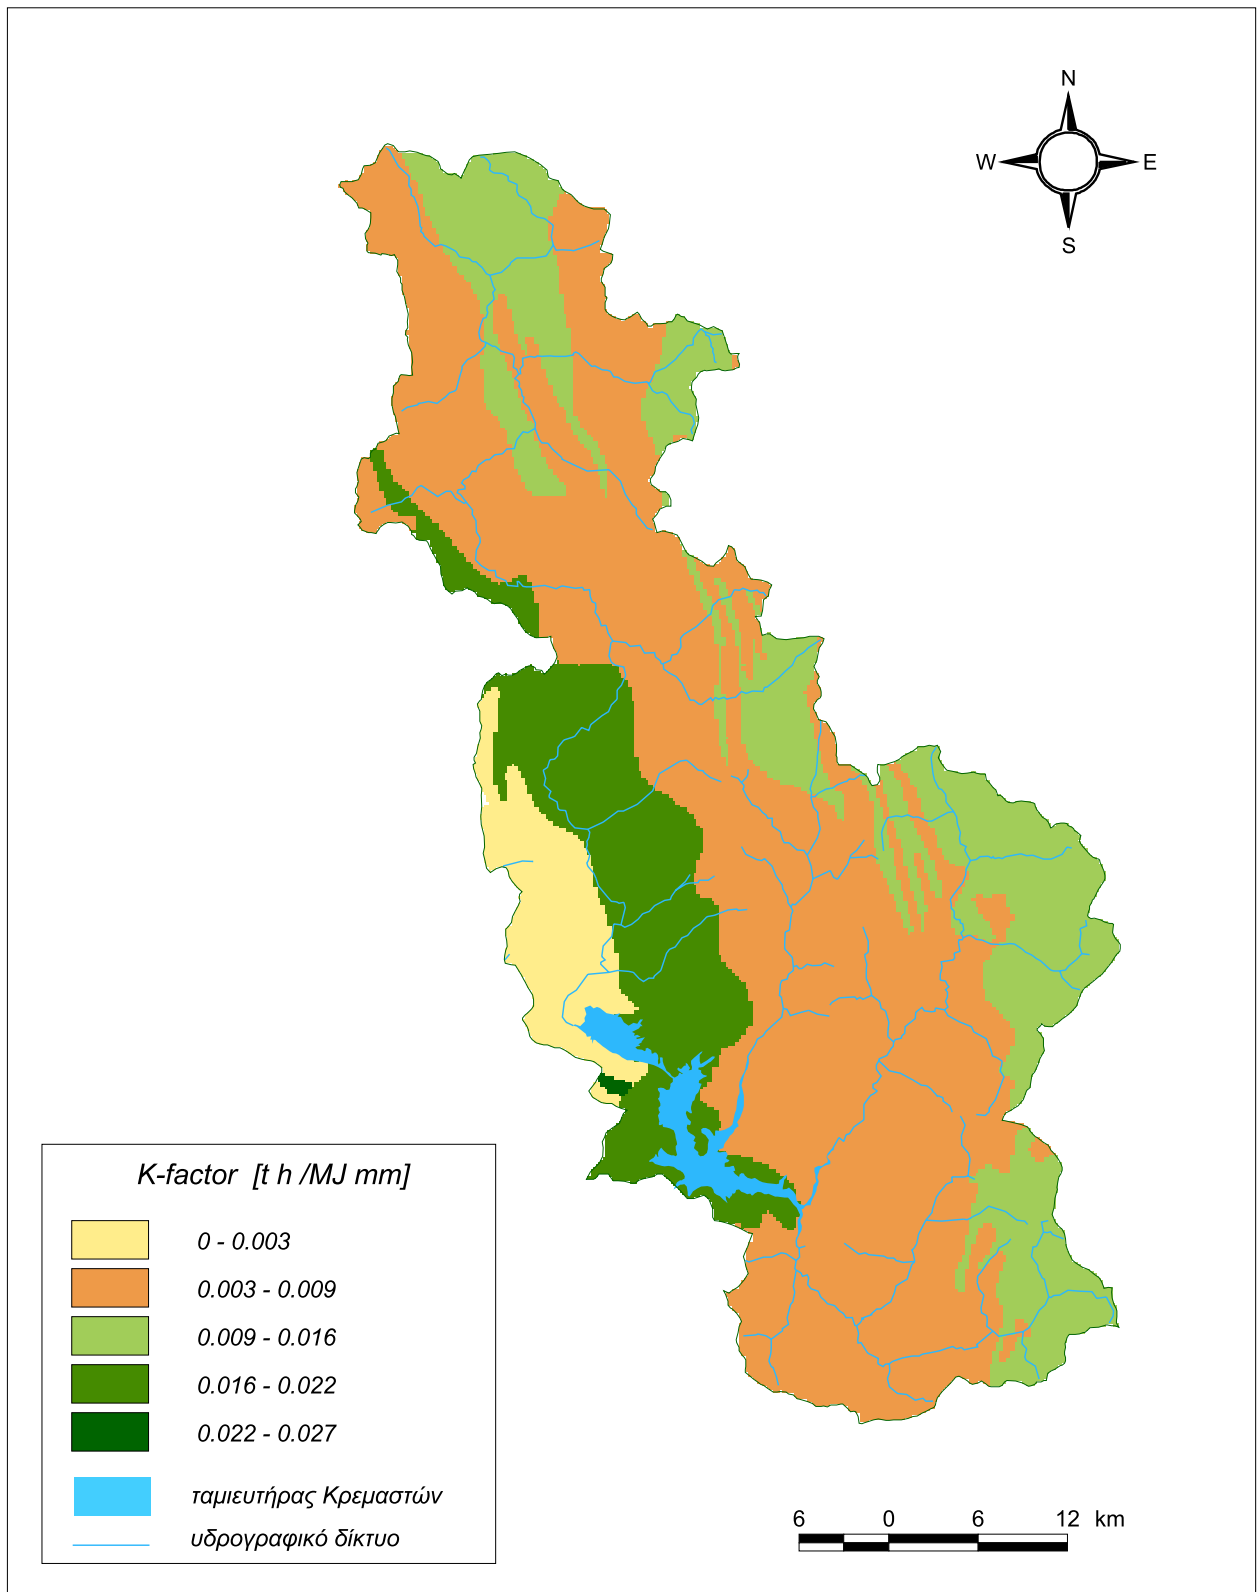 N
W E
S
K-factor [t h /MJ mm]
0 - 0.003
0.003 - 0.009
0.009 - 0.016
0.016 - 0.022
0.022 - 0.027
ταμιευτήρας Κρεμαστών
υδρογραφικό δίκτυο
6 0 6 12 km